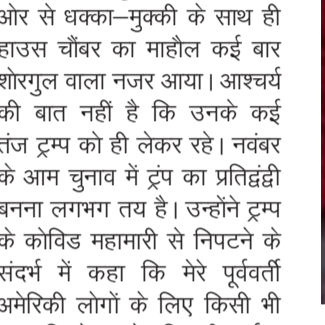 ओर से धक्का–मुक्की के साथ ही
हाउस चौंबर का माहौल कई बार
शोरगुल वाला नजर आया। आश्चर्य
की बात नहीं है कि उनके कई
तंज ट्रम्प को ही लेकर रहे। नवंबर
के आम चुनाव में ट्रंप का प्रतिद्वंद्वी
बनना लगभग तय है। उन्होंने ट्रम्प
के कोविड महामारी से निपटने के
संदर्भ में कहा कि मेरे पूर्ववर्ती
अमेरिकी लोगों के लिए किसी भी